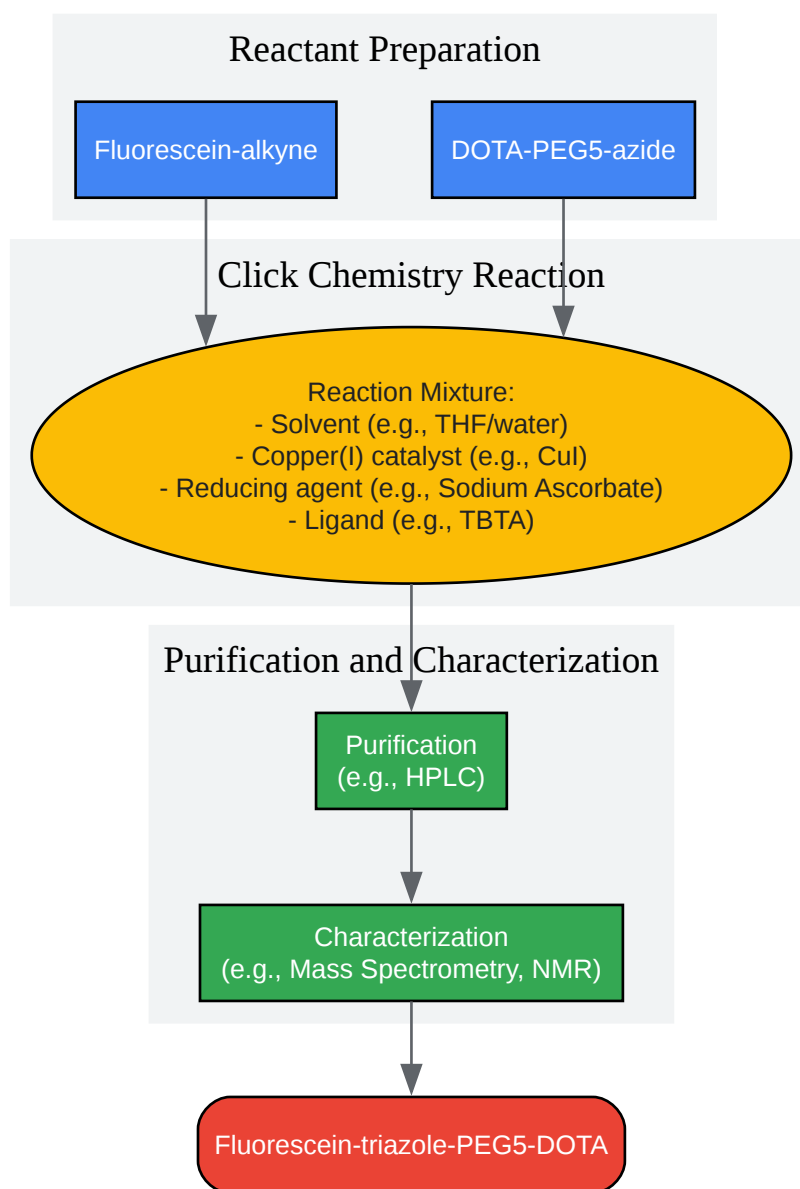 Reactant Preparation
Fluorescein-alkyne
DOTA-PEG5-azide
Click Chemistry Reaction
Reaction Mixture:
- Solvent (e.g., THF/water)
- Copper(I) catalyst (e.g., CuI)
- Reducing agent (e.g., Sodium Ascorbate)
- Ligand (e.g., TBTA)
Purification and Characterization
Purification
(e.g., HPLC)
Characterization
(e.g., Mass Spectrometry, NMR)
Fluorescein-triazole-PEG5-DOTA